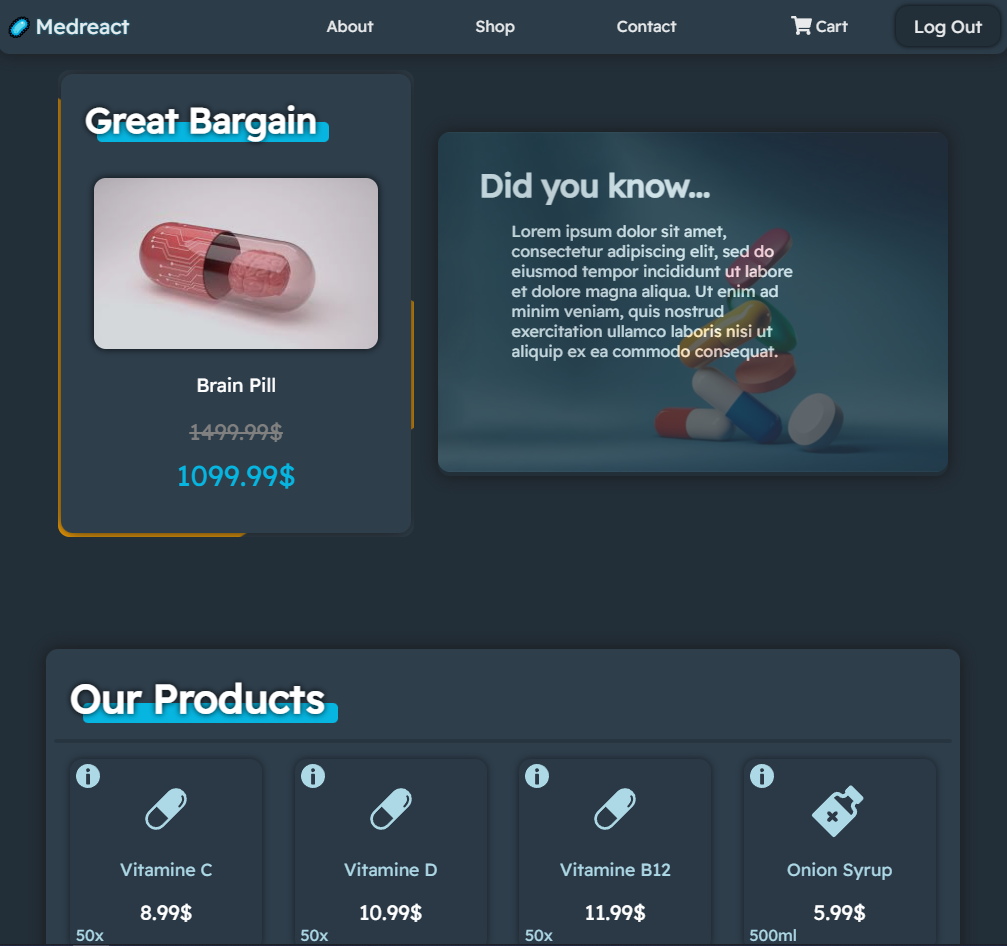 Medreact
About
Shop
Contact
Cart
Log Out
Great Bargain
Brain Pill
1499.99$
1099.99$
Did you know...
Lorem ipsum dolor sit amet,
consectetur adipiscing elit, sed do
eiusmod tempor incididunt ut labore
et dolore magna aliqua. Ut enim ad
minim veniam, quis nostrud
exercitation ullamco laboris nisi ut
aliquip ex ea commodo consequat.
Our Products
Vitamine C
8.99$
50x
Vitamine D
10.99$
50x
Vitamine B12
11.99$
50x
Onion Syrup
5.99$
500ml